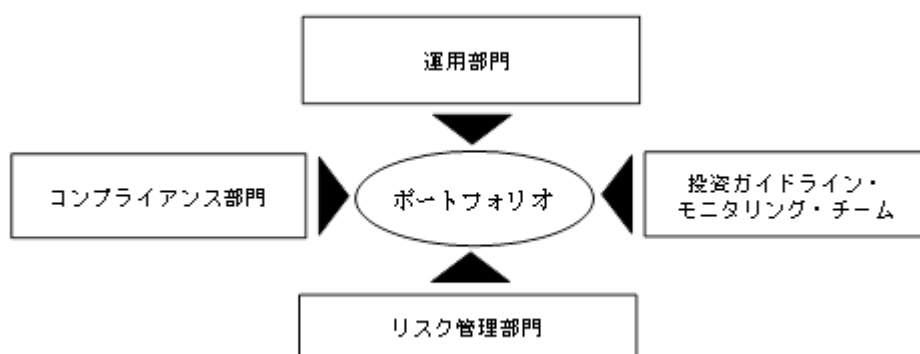 運用部門
コンプライアンス部門
ポートフォリオ
投資ガイドライン・
モニタリング・チーム
リスク管理部門